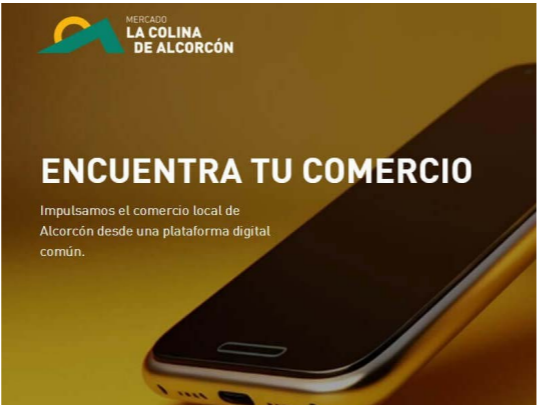 MERCADO
LA COLINA
DE ALCORCÓN
ENCUENTRA TU COMERCIO
Impulsamos el comercio local de
Alcorcón desde una plataforma digital
común.